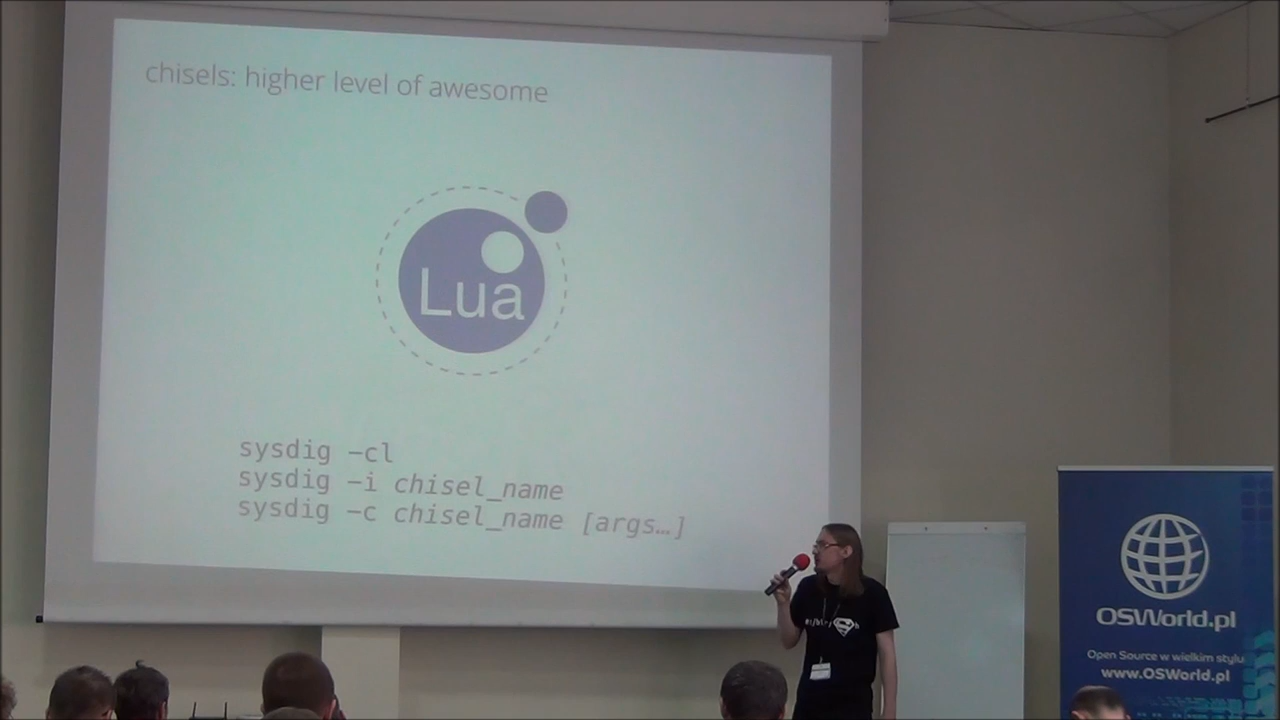 chisels: higher level of awesome
Lua
sysdig –cl
sysdig –i chisel_name
sysdig –c chisel_name [args…]
OSWorld.pl
Open Source w wielkim stylu
www.OSWorld.pl